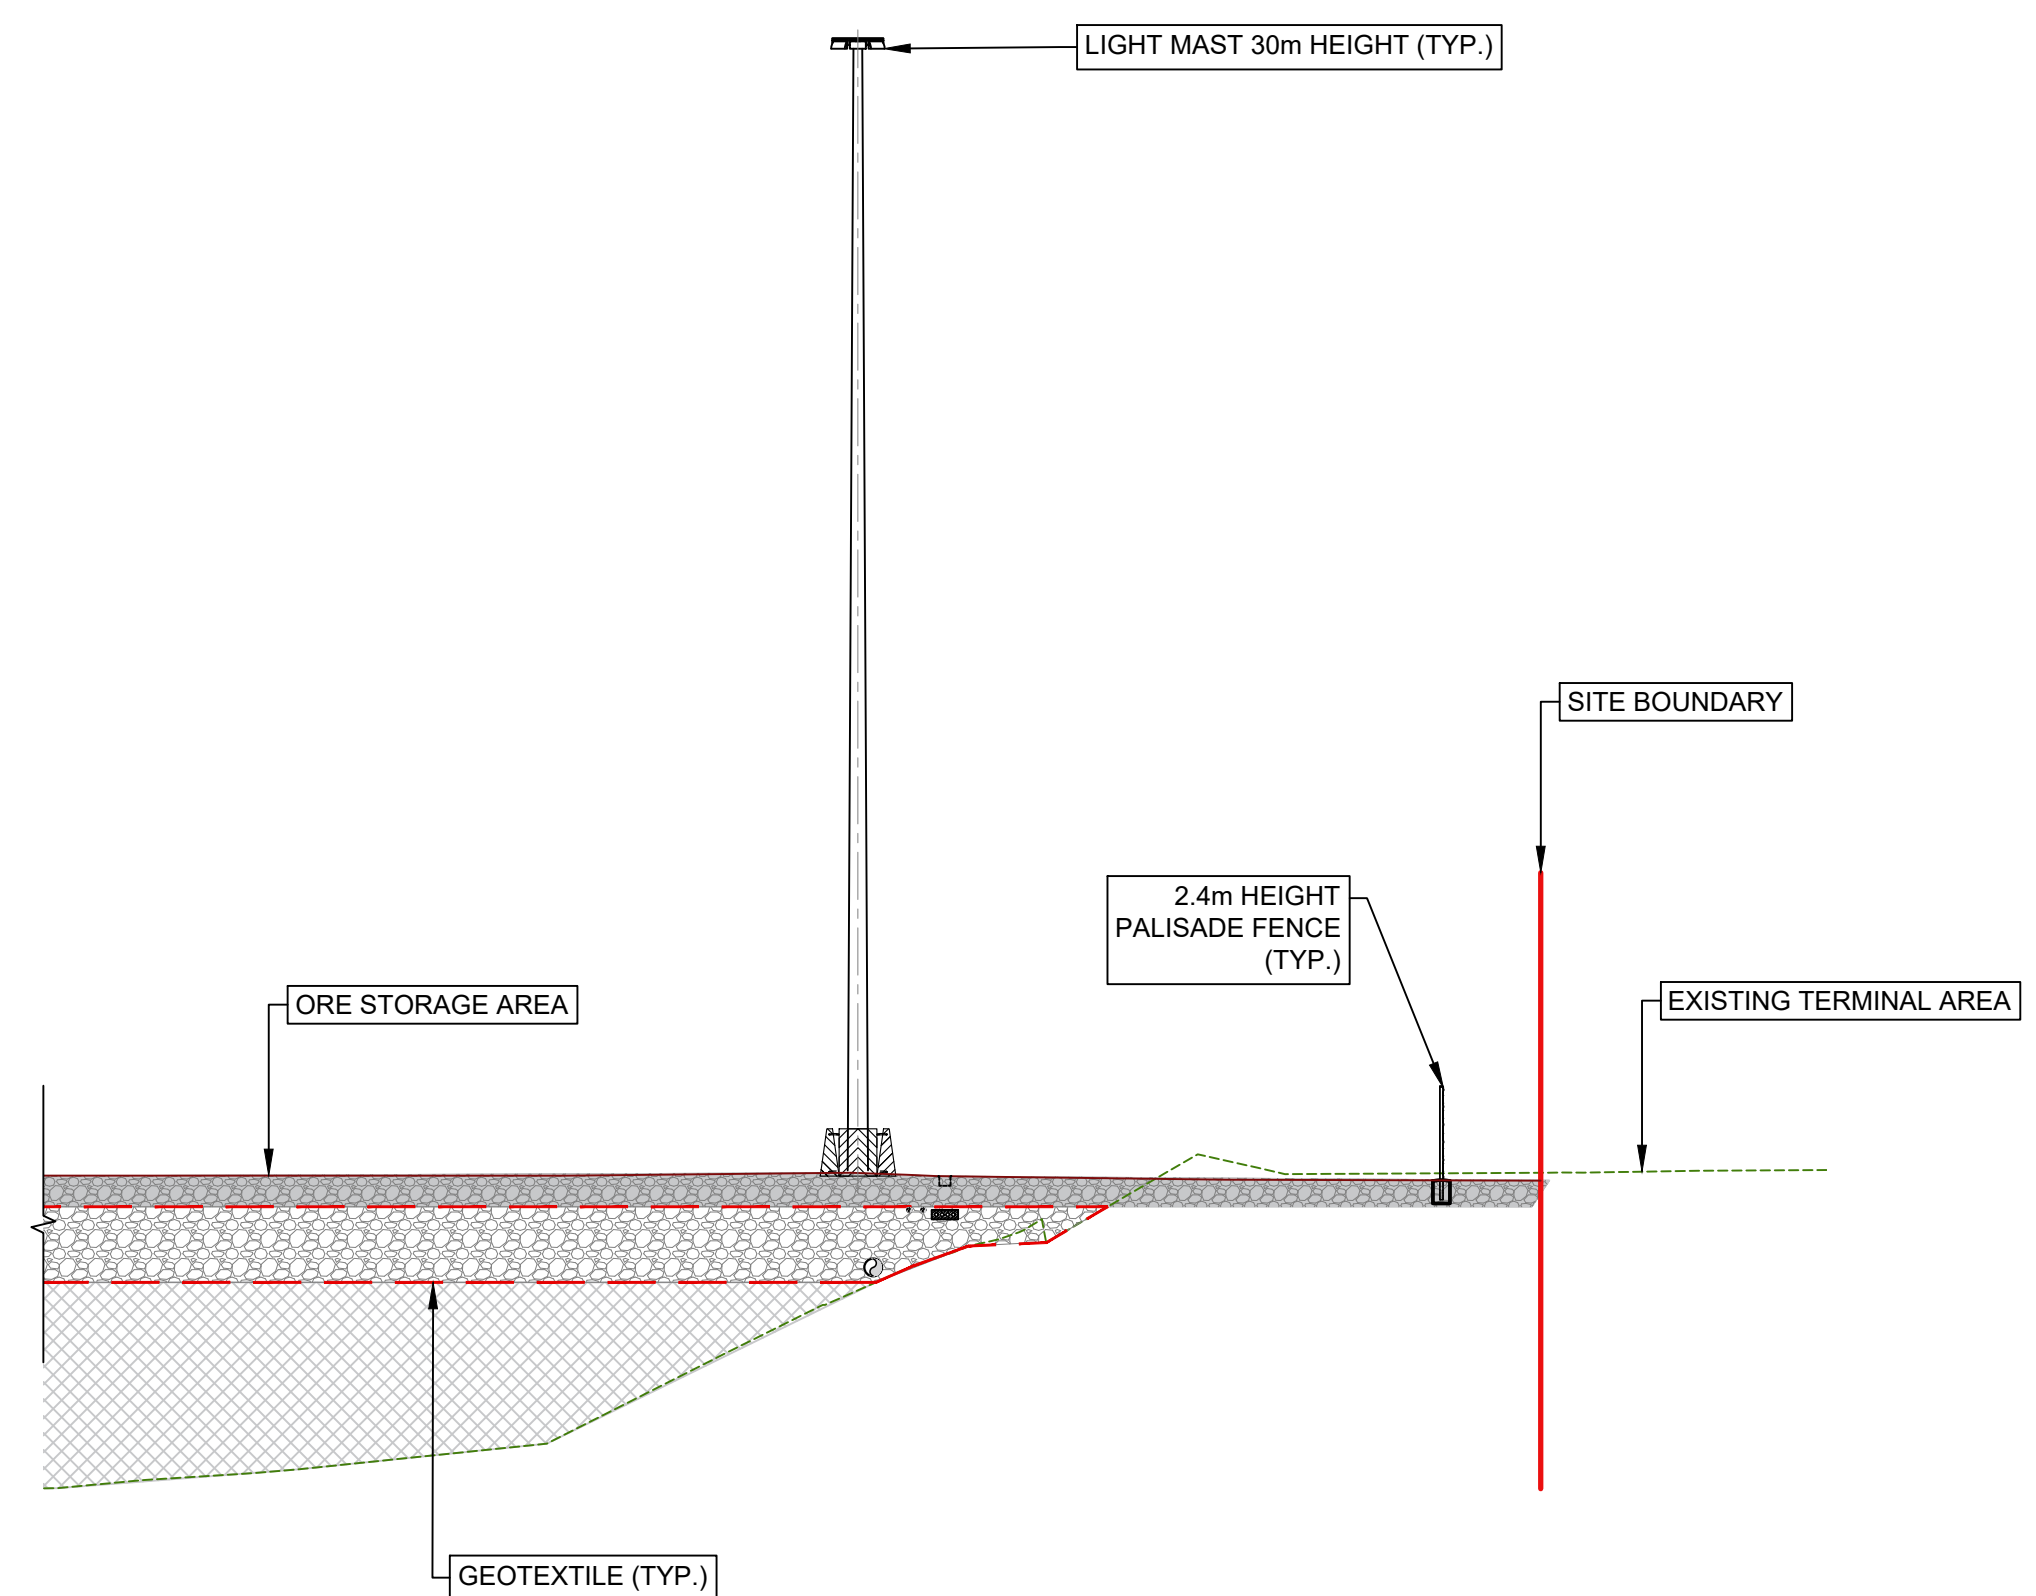 LIGHT MAST 30m HEIGHT (TYP.)
SITE BOUNDARY
2.4m HEIGHT
PALISADE FENCE
(TYP.)
ORE STORAGE AREA
EXISTING TERMINAL AREA
GEOTEXTILE (TYP.)